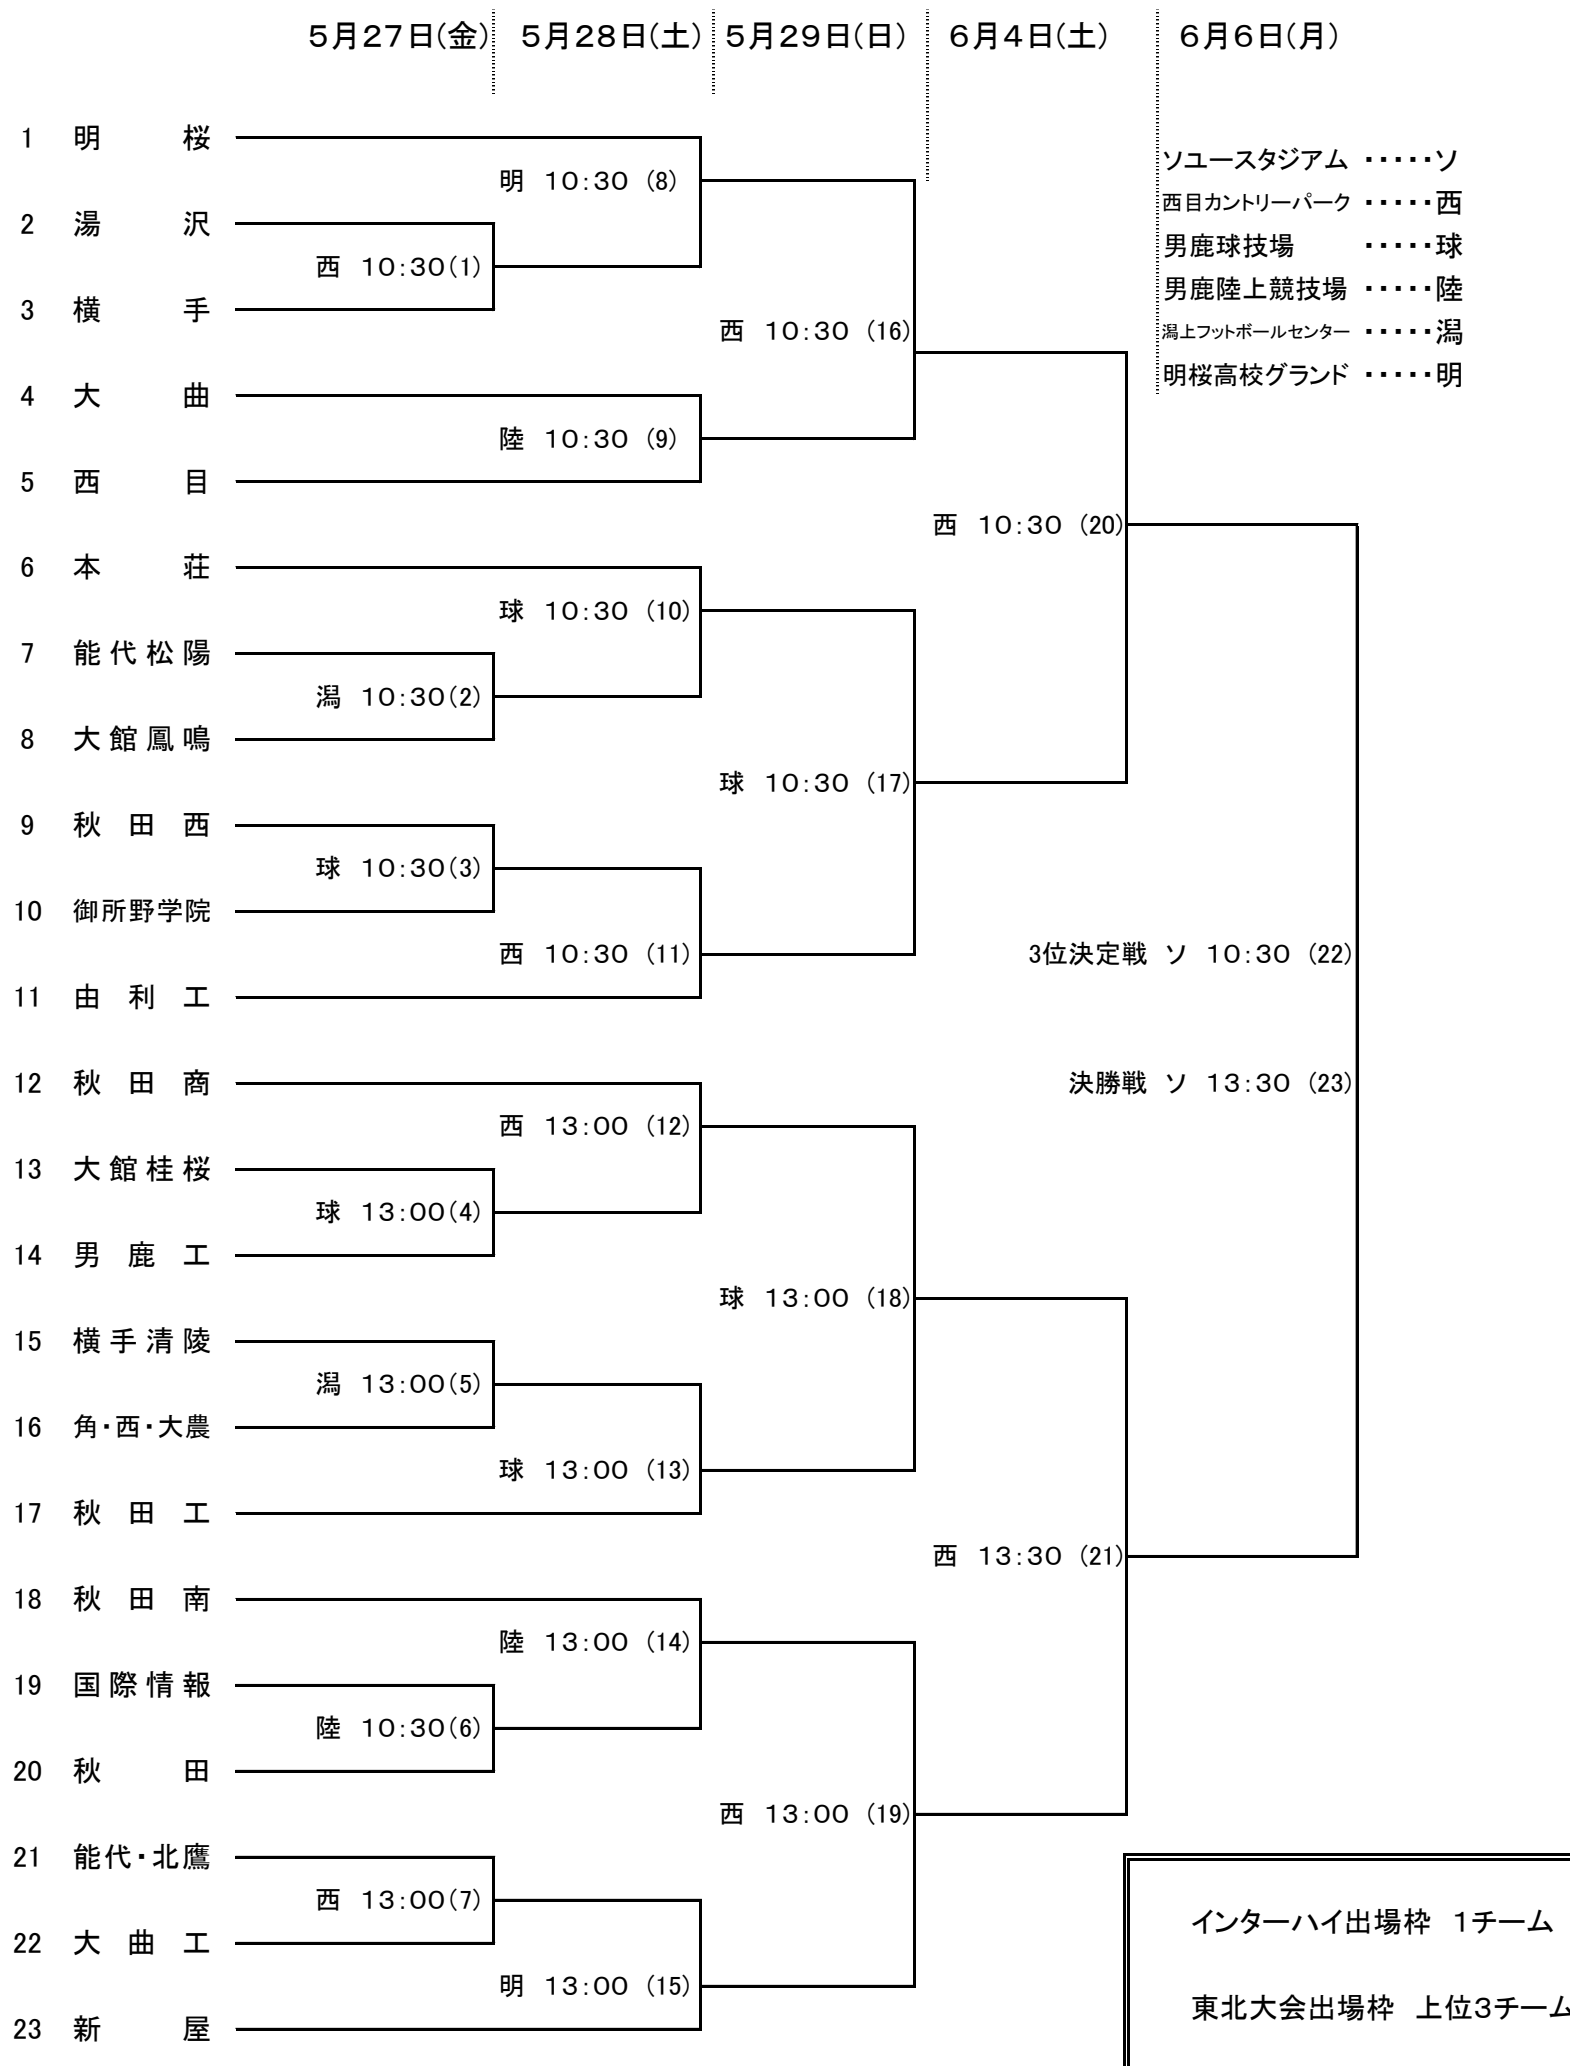 5月27日(金) 5月28日(土) 5月29日(日) 6月4日(土) 6月6日(月)
1 明桜
ソユースタジアム ・・・・・ソ
明 10:30 (8)
西目カントリーパーク ・・・・・西
2 湯沢
男鹿球技場 ・・・・・球
西 10:30(1)
男鹿陸上競技場 ・・・・・陸
3 横手
西 10:30 (16)
潟上フットボールセンター ・・・・・潟
明桜高校グランド ・・・・・明
4 大曲
陸 10:30 (9)
5 西目
西 10:30 (20)
6 本荘
球 10:30 (10)
7 能代松陽
潟 10:30(2)
8 大館鳳鳴
球 10:30 (17)
9 秋田西
球 10:30(3)
10 御所野学院
西 10:30 (11)
3位決定戦 ソ 10:30 (22)
11 由利工
12 秋田商
決勝戦 ソ 13:30 (23)
西 13:00 (12)
13 大館桂桜
球 13:00(4)
14 男鹿工
球 13:00 (18)
15 横手清陵
潟 13:00(5)
16 角・西・大農
球 13:00 (13)
17 秋田工
西 13:30 (21)
18 秋田南
陸 13:00 (14)
19 国際情報
陸 10:30(6)
20 秋田
西 13:00 (19)
21 能代・北鷹
西 13:00(7)
インターハイ出場枠 1チーム
22 大曲工
明 13:00 (15)
東北大会出場枠 上位3チーム
23 新屋